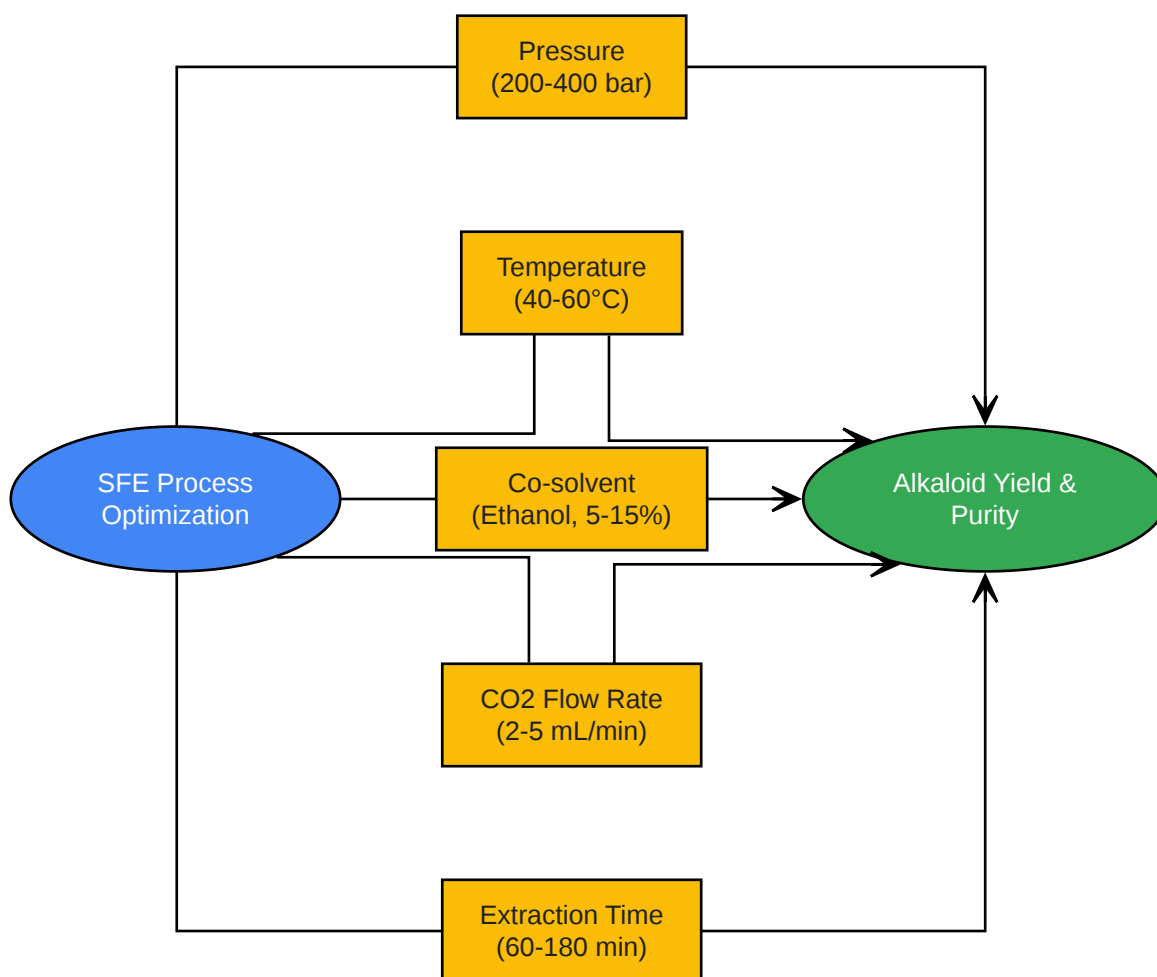 Pressure
(200-400 bar)
Temperature
(40-60°C)
SFE Process
Optimization
Co-solvent
(Ethanol, 5-15%)
Alkaloid Yield &
Purity
CO2 Flow Rate
(2-5 mL/min)
Extraction Time
(60-180 min)